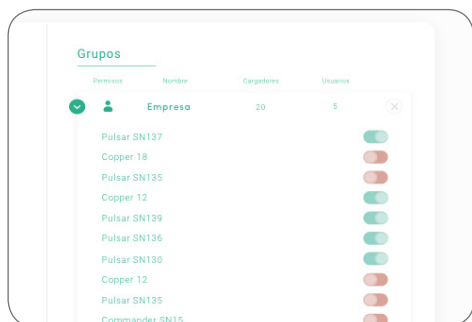 Grupos
Permisos Nombre Cargadores Usuarios
Empresa 20 5
Pulsar SN137
Copper 18
Pulsar SN135
Copper 12
Pulsar SN139
Pulsar SN136
Pulsar SN130
Copper 12
Pulsar SN135
Commander SN15